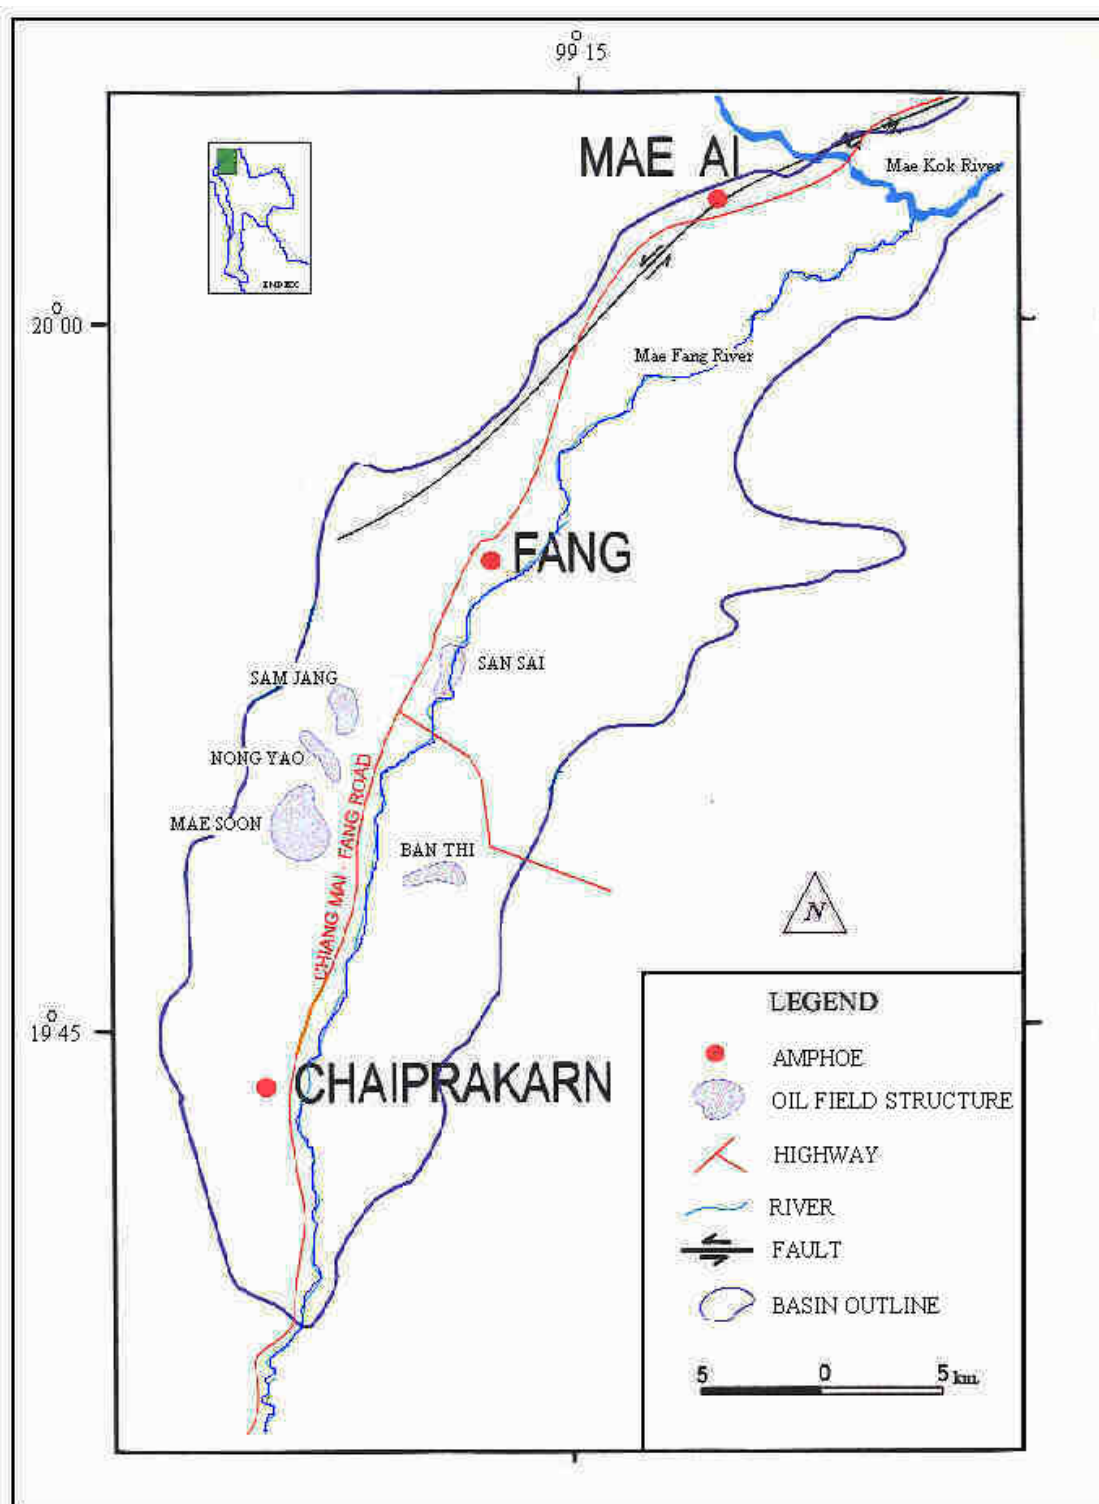 99°15
MAE AI
Mae Kok River
INDEX
20°00
Mae Fang River
FANG
SAN SAI
SAM JANG
NONG YAO
MAE SOON
BAN THI
CHIANG MAI - FANG ROAD
N
LEGEND
19°45
AMPHOE
CHAIPRAKARN
OIL FIELD STRUCTURE
HIGHWAY
RIVER
FAULT
BASIN OUTLINE
5 0 5 km.